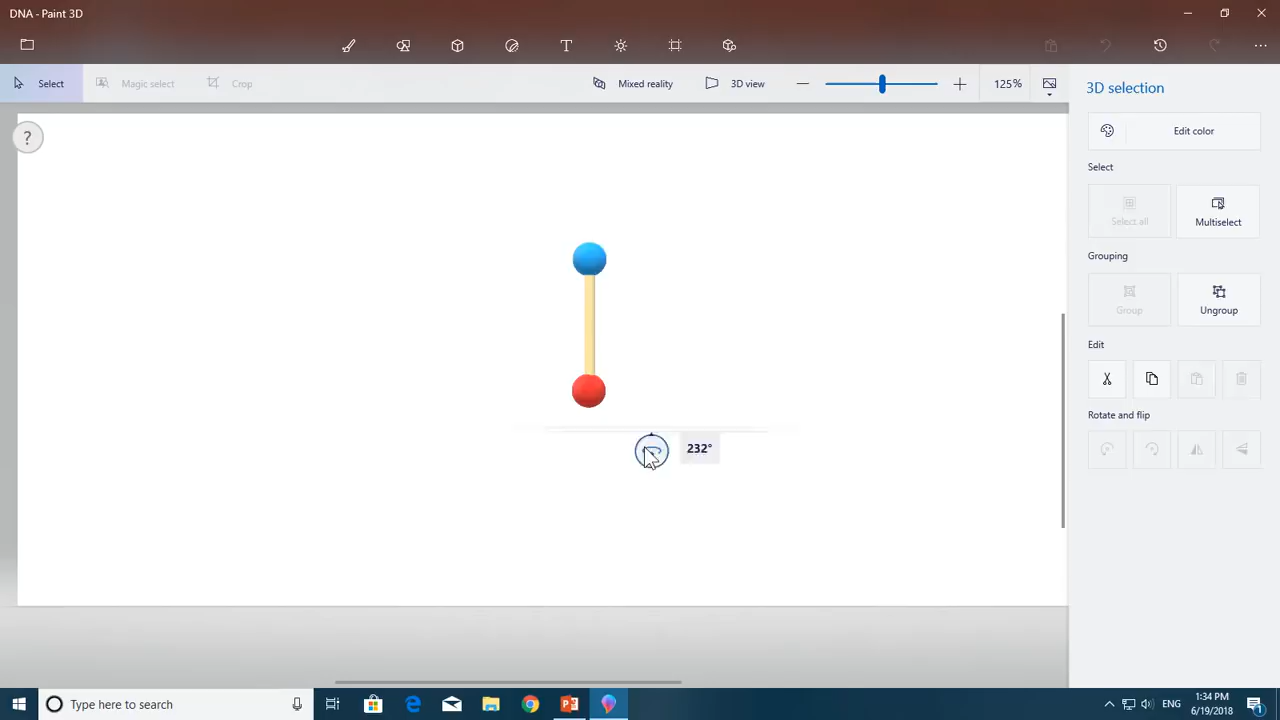 DNA - Paint 3D
Select
Magic select
Crop
Mixed reality
3D view
125%
?
3D selection
Edit color
Select
Select all
Multiselect
Grouping
Group
Ungroup
Edit
Rotate and flip
232°
Type here to search
ENG
1:34 PM
6/19/2018
1